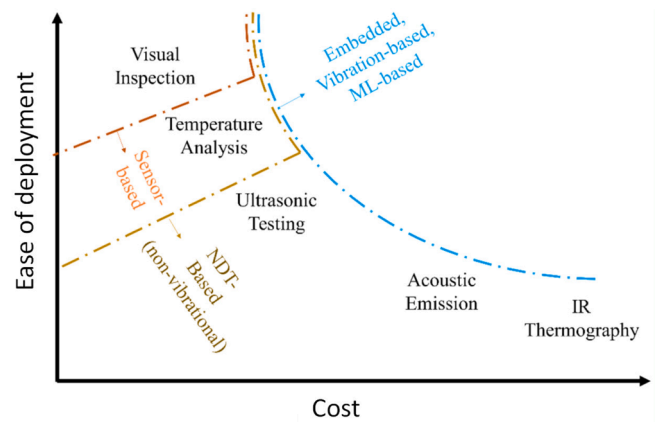 Ease of deployment
Visual
Inspection
Embedded,
Vibration-based,
ML-based
Temperature
Analysis
Sensor-
based
Ultrasonic
Testing
NDT-
Based
(non-vibrational)
Acoustic
Emission
IR
Thermography
Cost